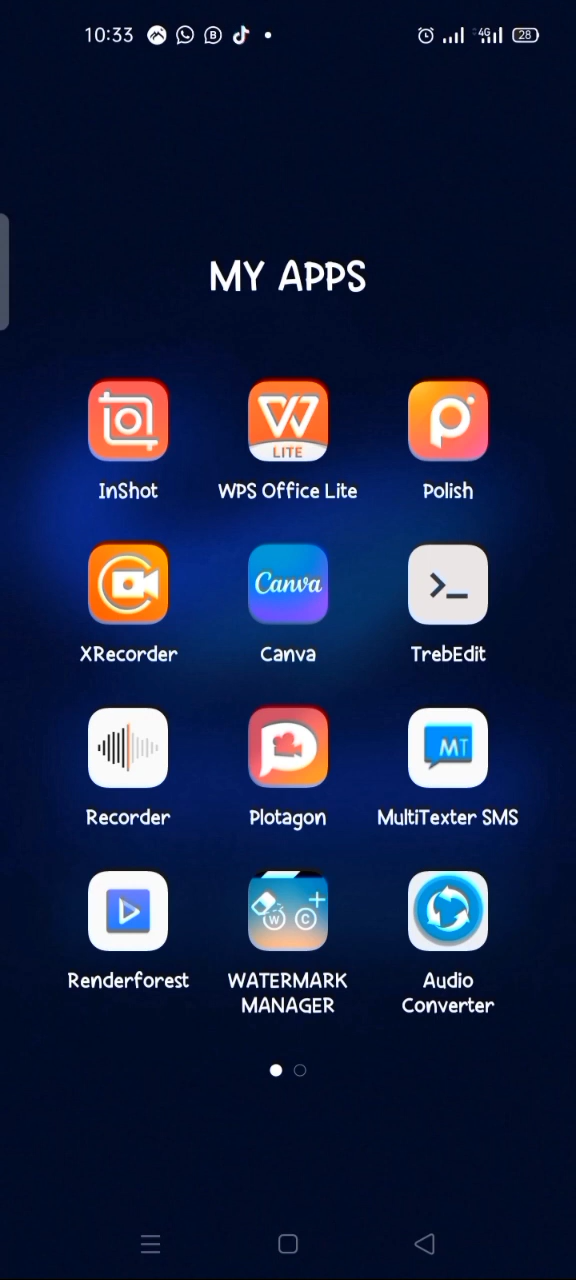 10:33 B 4G 28
MY APPS
LITE
InShot WPS Office Lite Polish
Canva
XRecorder Canva TrebEdit
MT
Recorder Plotagon MultiTexter SMS
W C
Renderforest WATERMARK MANAGER Audio Converter